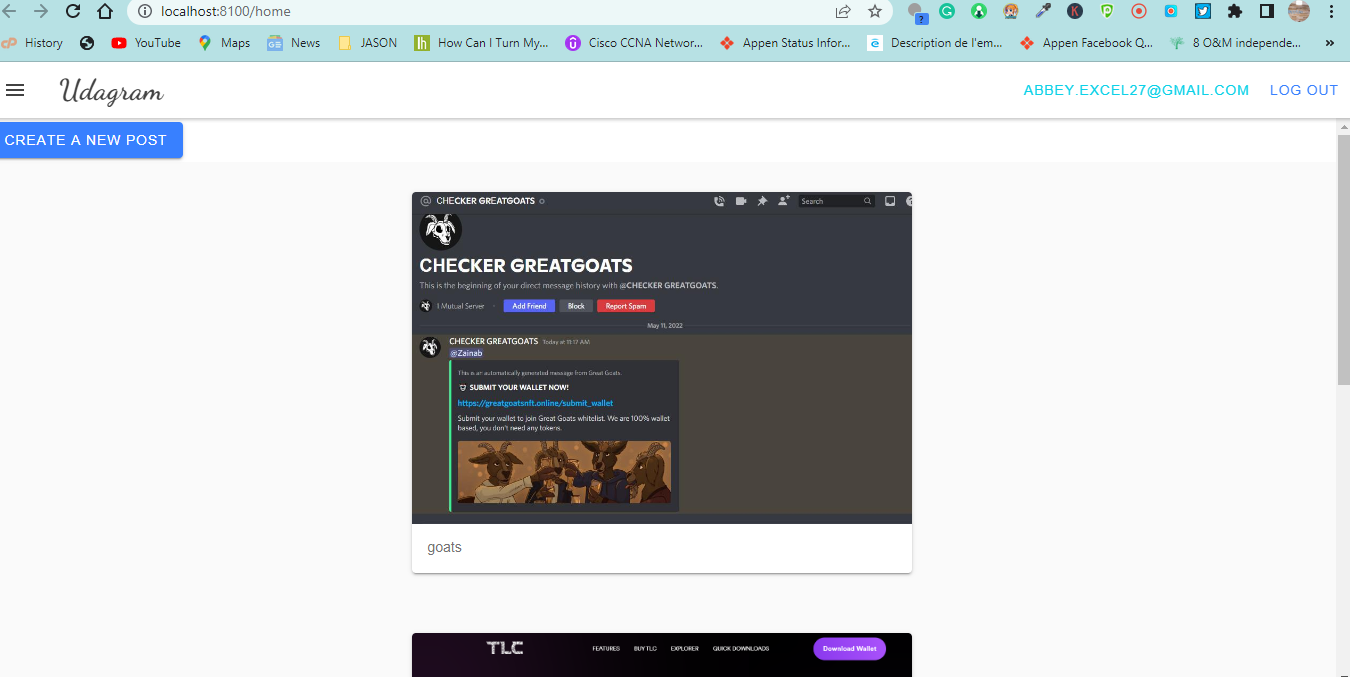 localhost:8100/home
History
YouTube
Maps
News
JASON
How Can I Turn My...
Cisco CCNA Networ...
Appen Status Infor...
Description de l'em...
Appen Facebook Q...
8 O&M independe...
»
Udagram
ABBEY.EXCEL27@GMAIL.COM
LOG OUT
CREATE A NEW POST
@ CHECKER GREATGOATS
Search
CHECKER GREATGOATS
This is the beginning of your direct message history with @CHECKER GREATGOATS.
1 Mutual Server
Add Friend
Block
Report Spam
May 11, 2022
CHECKER GREATGOATS Today at 11:17 AM
@Zainab
This is an automatically generated message from Great Goats.
SUBMIT YOUR WALLET NOW!
https://greatgoatsnft.online/submit_wallet
Submit your wallet to join Great Goats whitelist. We are 100% wallet
based, you don't need any tokens.
goats
TLC
FEATURES
BUY TLC
EXPLORER
QUICK DOWNLOADS
Download Wallet